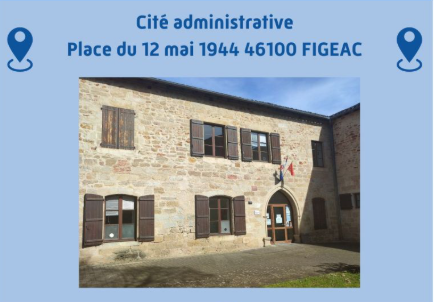 Cité administrative
Place du 12 mai 1944 46100 FIGEAC